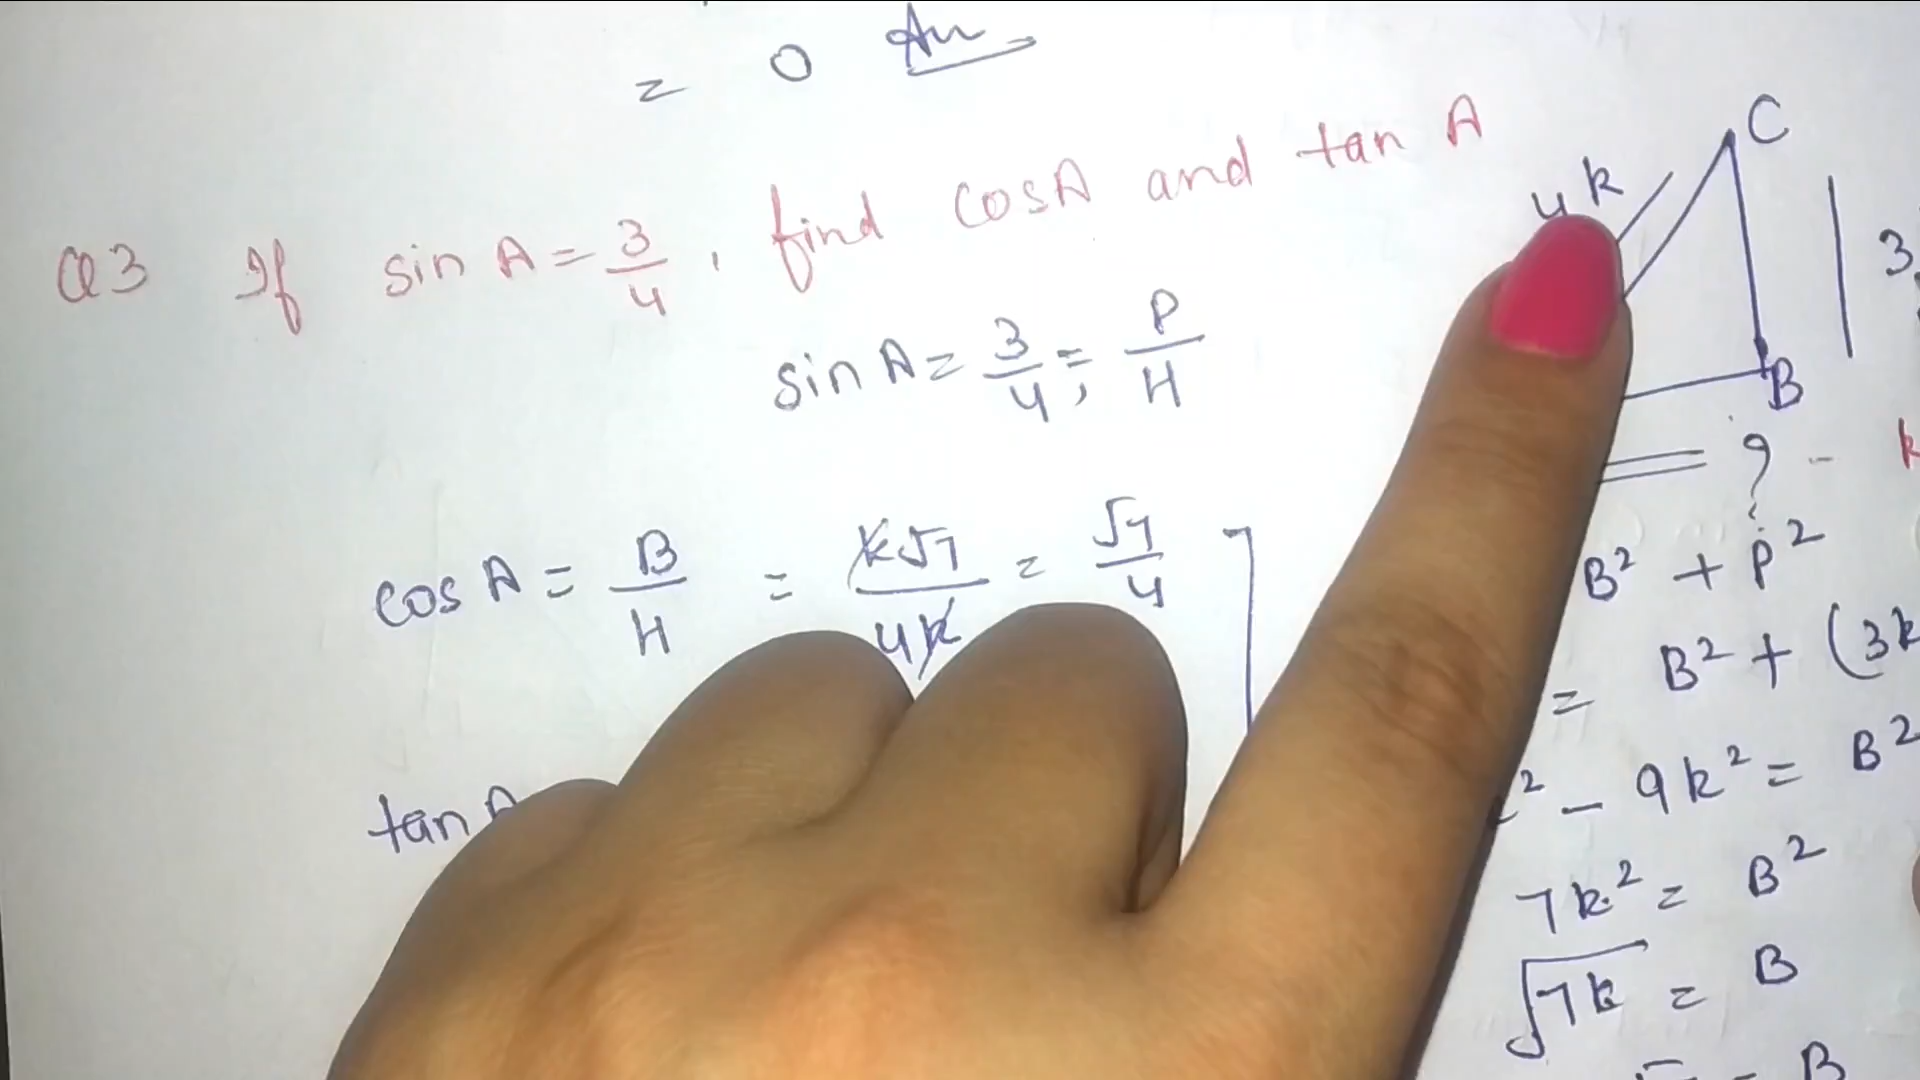 = 0 Ans
Q3 If sin A = 3/4, find cosA and tan A
sin A = 3/4 = P/H
cos A = B/H = k√7/4k = √7/4
tan A
C
4k
3
B
?
k
B² + P²
= B² + (3k
² - 9k² = B²
7k² = B²
√7k = B
= B